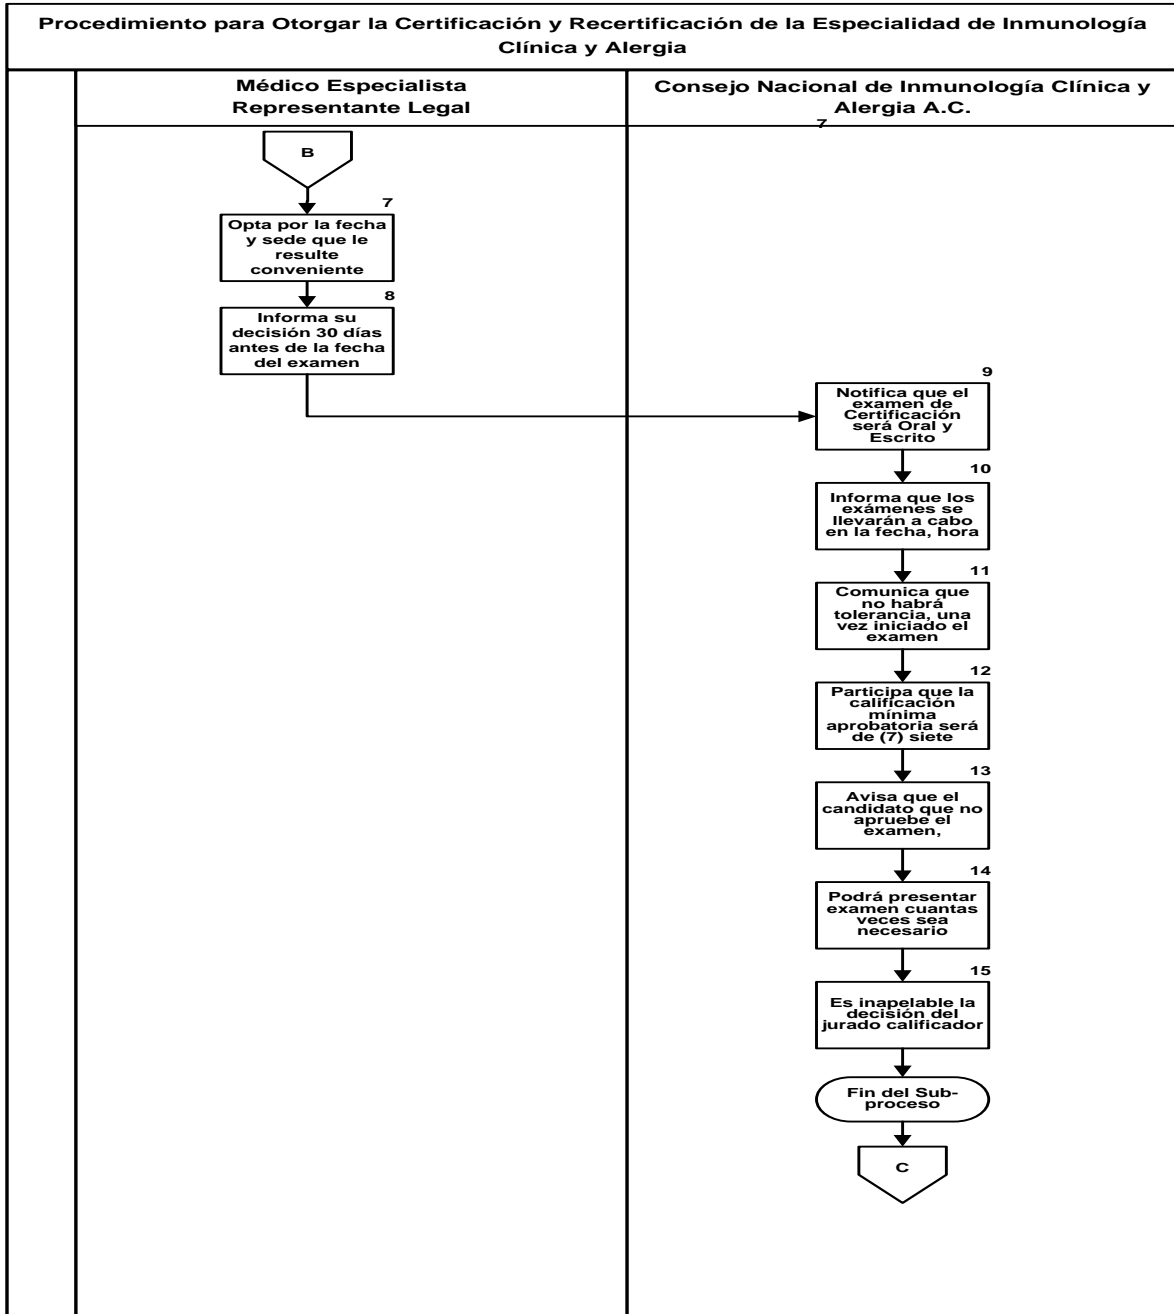 Procedimiento para Otorgar la Certificación y Recertificación de la Especialidad de Inmunología
Clínica y Alergia
Médico Especialista
Representante Legal
Consejo Nacional de Inmunología Clínica y
Alergia A.C.
7
B
7
Opta por la fecha
y sede que le
resulte
conveniente
8
Informa su
decisión 30 días
antes de la fecha
del examen
9
Notifica que el
examen de
Certificación
será Oral y
Escrito
10
Informa que los
exámenes se
llevarán a cabo
en la fecha, hora
11
Comunica que
no habrá
tolerancia, una
vez iniciado el
examen
12
Participa que la
calificación
mínima
aprobatoria será
de (7) siete
13
Avisa que el
candidato que no
apruebe el
examen,
14
Podrá presentar
examen cuantas
veces sea
necesario
15
Es inapelable la
decisión del
jurado calificador
Fin del Sub-
proceso
C